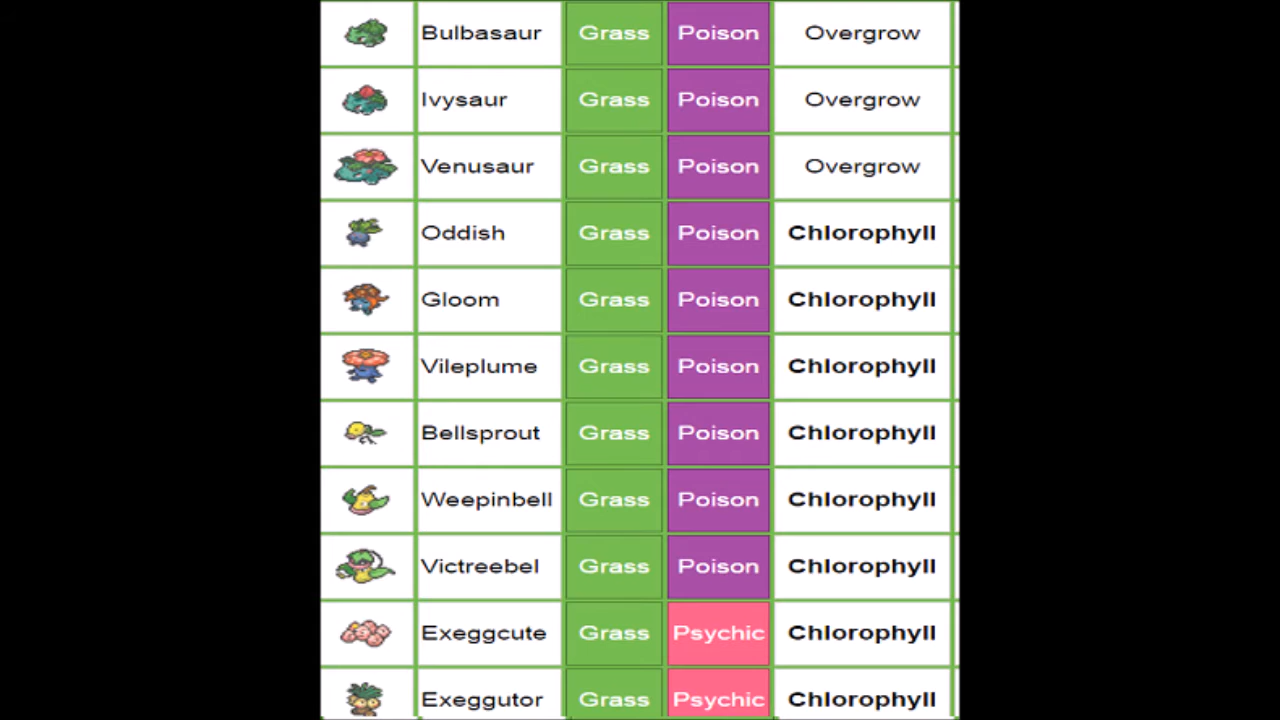 Bulbasaur Grass Poison Overgrow
Ivysaur Grass Poison Overgrow
Venusaur Grass Poison Overgrow
Oddish Grass Poison Chlorophyll
Gloom Grass Poison Chlorophyll
Vileplume Grass Poison Chlorophyll
Bellsprout Grass Poison Chlorophyll
Weepinbell Grass Poison Chlorophyll
Victreebel Grass Poison Chlorophyll
Exeggcute Grass Psychic Chlorophyll
Exeggutor Grass Psychic Chlorophyll